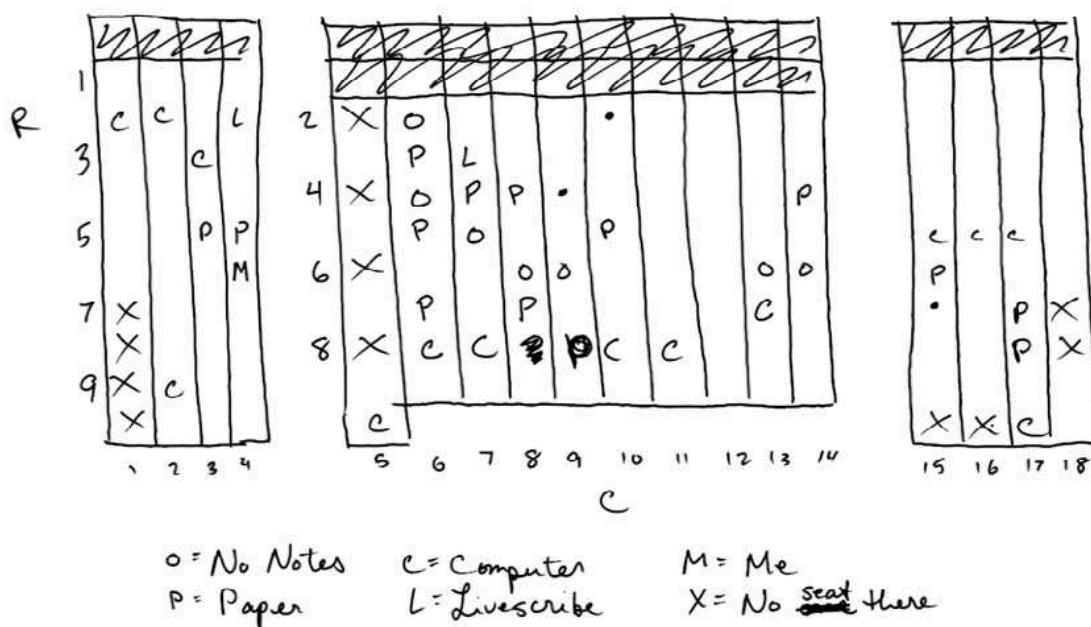 1
R C C L 2 X O •
3 C P L
4 X O P P • P
5 P P P O P C C C
M 6 X O O O O P
7 X P P C • P X
X 8 X C C P C C P X
9 X C
X C X X C
1 2 3 4 5 6 7 8 9 10 11 12 13 14 15 16 17 18
C
O = No Notes C = Computer M = Me
P = Paper L = Livescribe X = No seat there